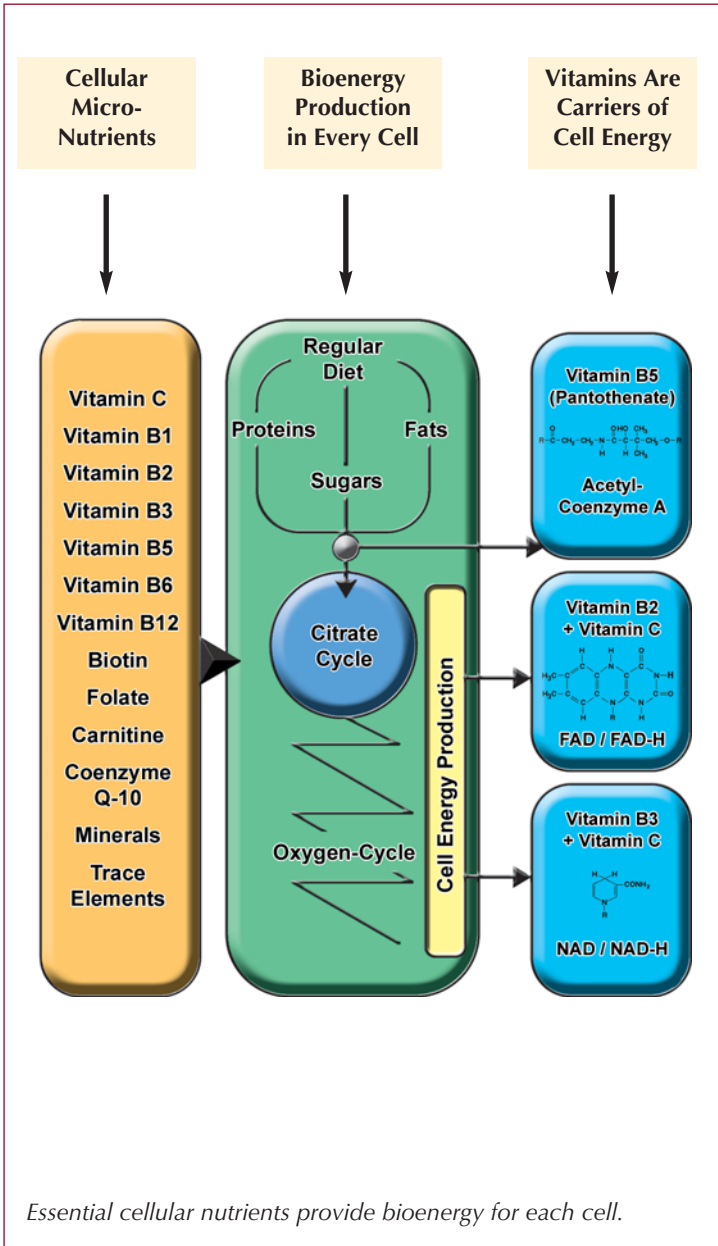 Cellular
Micro-
Nutrients
Bioenergy
Production
in Every Cell
Vitamins Are
Carriers of
Cell Energy
Vitamin C
Vitamin B1
Vitamin B2
Vitamin B3
Vitamin B5
Vitamin B6
Vitamin B12
Biotin
Folate
Carnitine
Coenzyme
Q-10
Minerals
Trace
Elements
Regular
Diet
Proteins
Fats
Sugars
Citrate
Cycle
Oxygen-Cycle
Cell Energy Production
Vitamin B5
(Pantothenate)
Acetyl-
Coenzyme A
Vitamin B2
+ Vitamin C
FAD / FAD-H
Vitamin B3
+ Vitamin C
CONH₂
R
NAD / NAD-H
Essential cellular nutrients provide bioenergy for each cell.